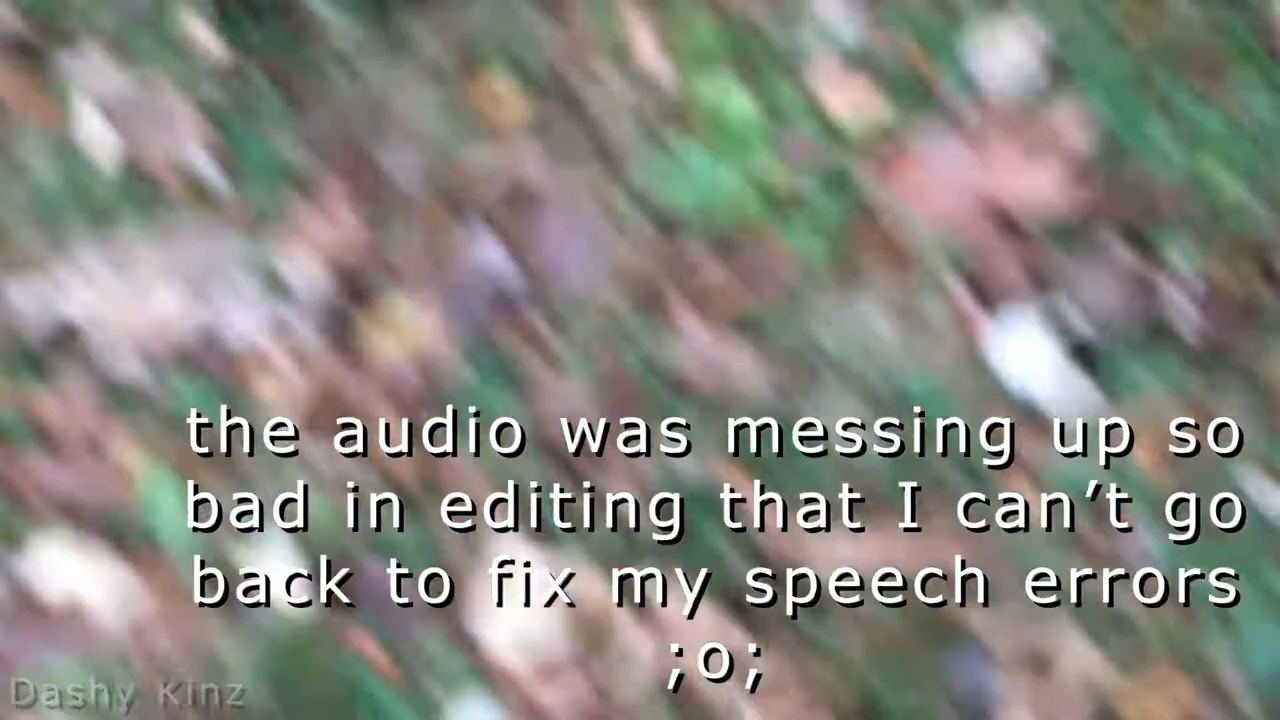 the audio was messing up so
bad in editing that I can’t go
back to fix my speech errors
;o;
Dashy Kinz